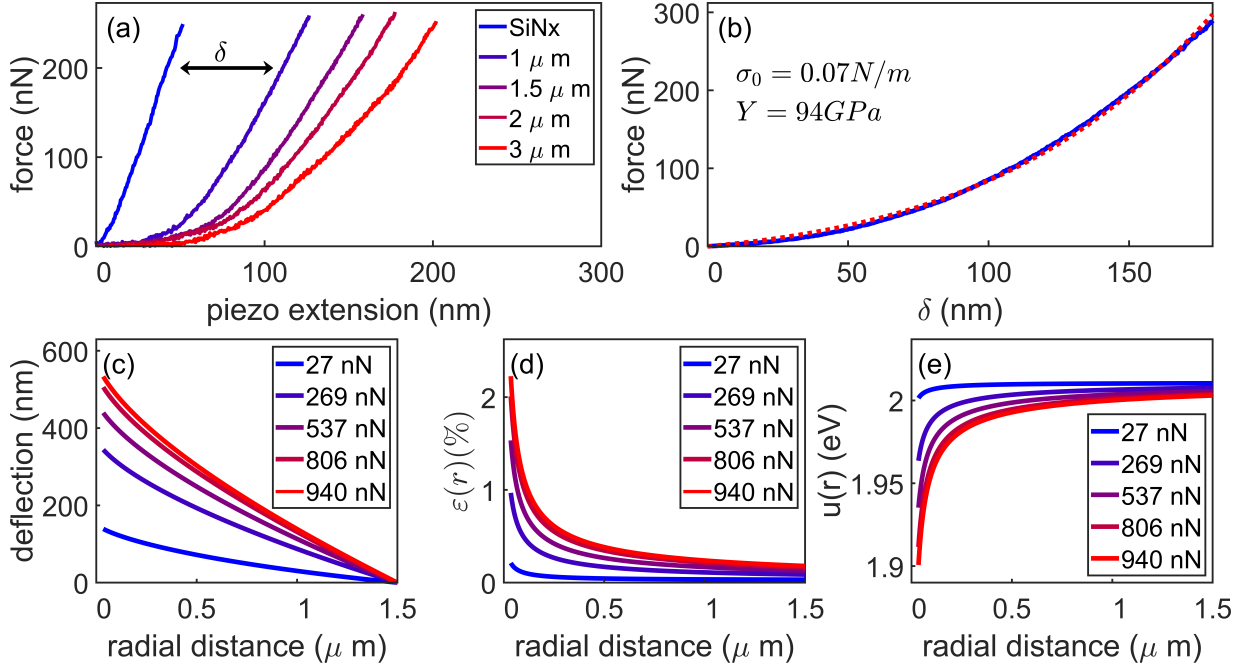 (a)
δ
SiNx
1 μ m
1.5 μ m
2 μ m
3 μ m
200
100
0
force (nN)
0 100 200 300
piezo extension (nm)
(b)
σ₀ = 0.07N/m
Y = 94GPa
300
200
100
0
force (nN)
0 50 100 150
δ (nm)
(c)
27 nN
269 nN
537 nN
806 nN
940 nN
600
400
200
0
deflection (nm)
0 0.5 1 1.5
radial distance (μ m)
(d)
27 nN
269 nN
537 nN
806 nN
940 nN
2
1
0
ε(r)(%)
0 0.5 1 1.5
radial distance (μ m)
(e)
27 nN
269 nN
537 nN
806 nN
940 nN
2
1.95
1.9
u(r) (eV)
0 0.5 1 1.5
radial distance (μ m)